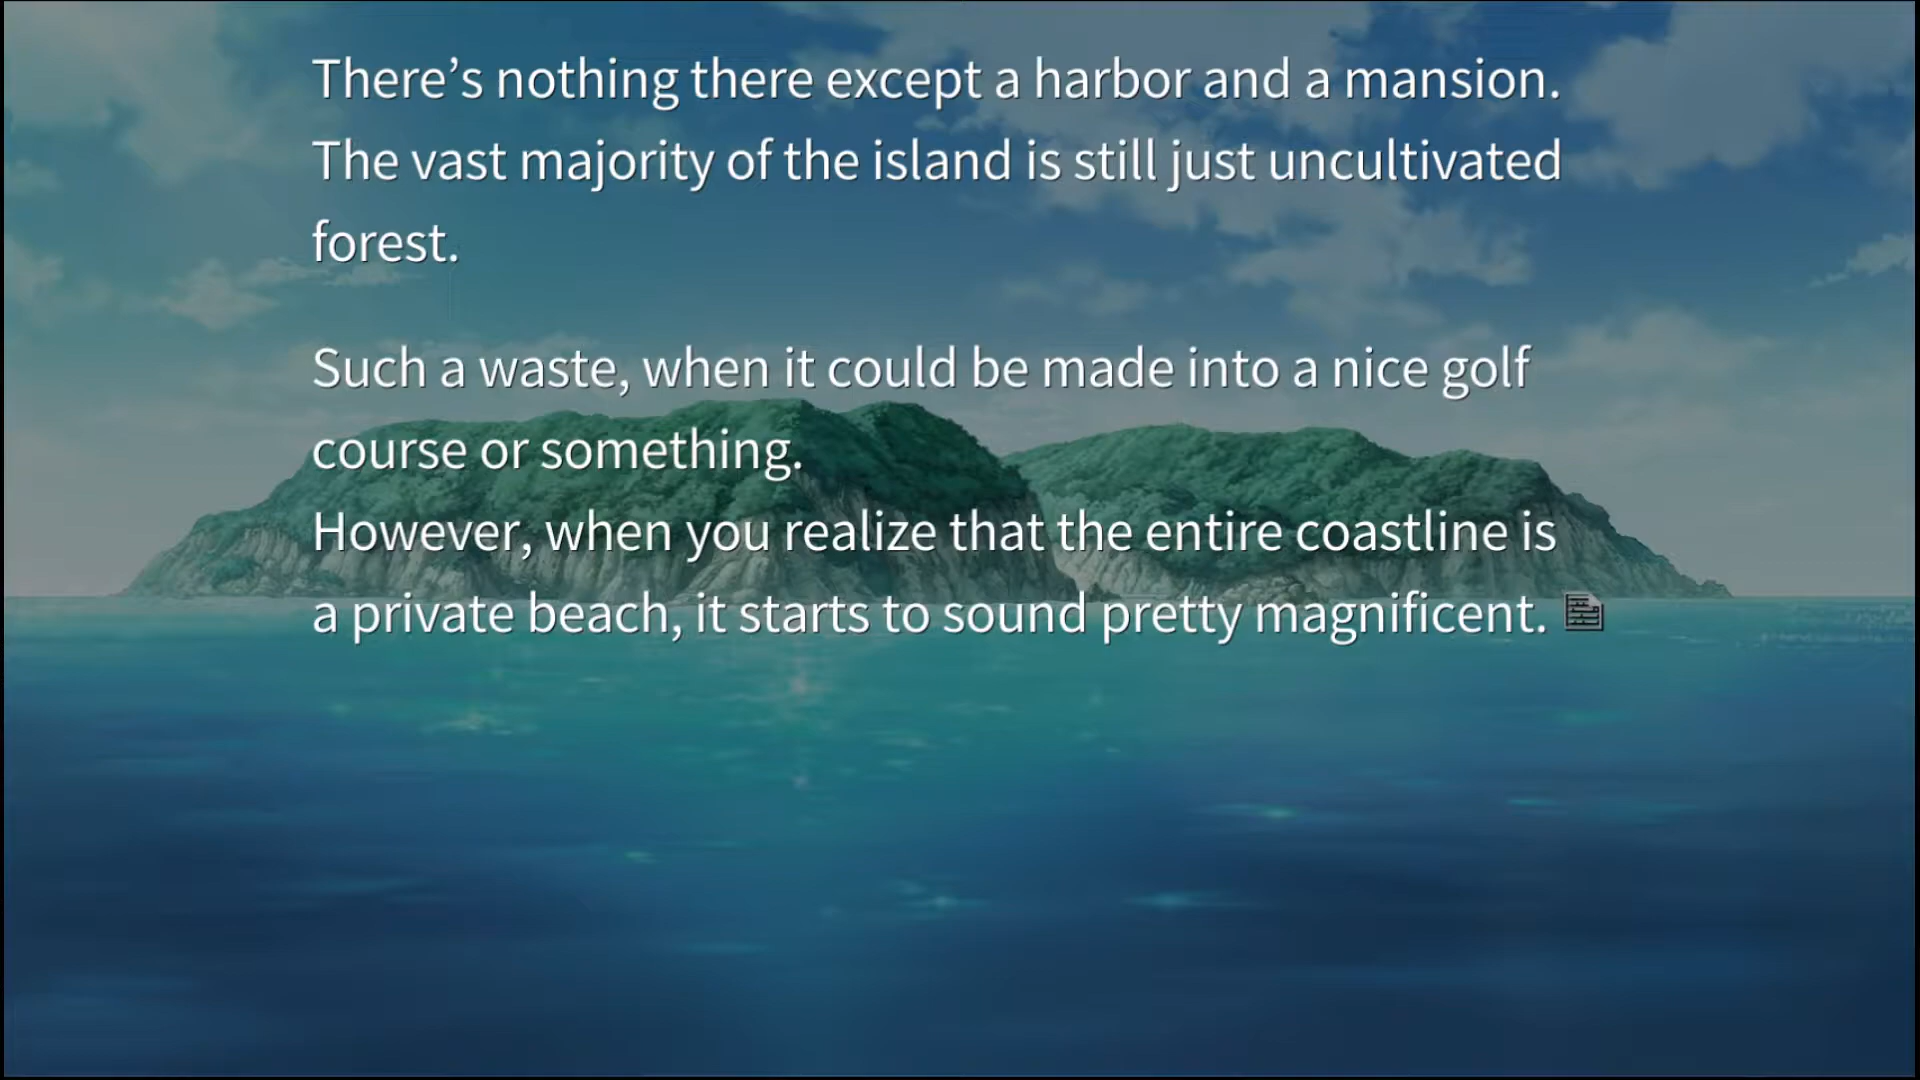 There’s nothing there except a harbor and a mansion.
The vast majority of the island is still just uncultivated
forest.
Such a waste, when it could be made into a nice golf
course or something.
However, when you realize that the entire coastline is
a private beach, it starts to sound pretty magnificent.